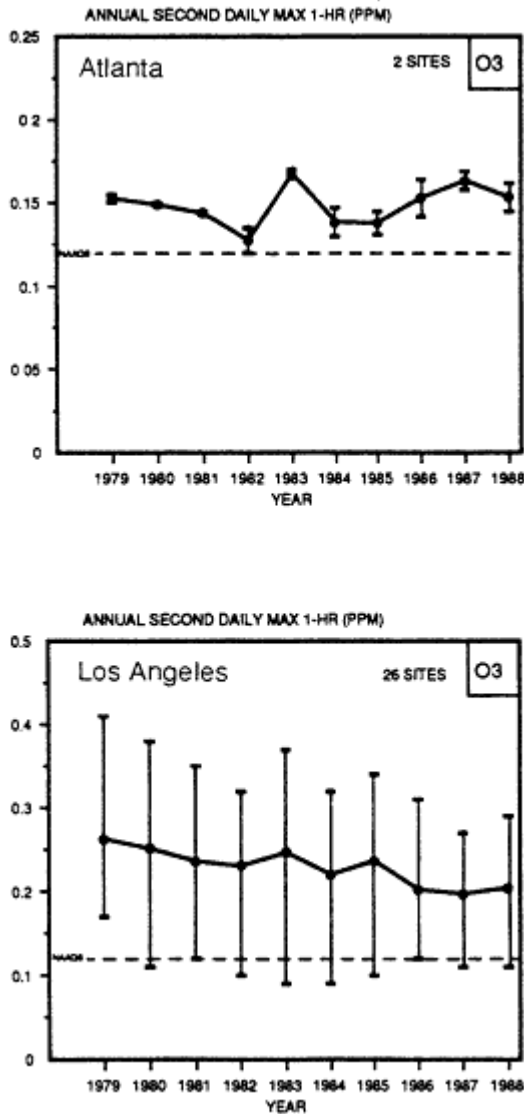 ANNUAL SECOND DAILY MAX 1-HR (PPM)
Atlanta
2 SITES
O3
0.25
0 2
0.15
NAAQS
0.1
0 05
0
1979 1980 1981 1982 1983 1984 1985 1986 1987 1988
YEAR
ANNUAL SECOND DAILY MAX 1-HR (PPM)
Los Angeles
26 SITES
O3
0.5
0.4
0.3
0.2
NAAQS
0.1
0
1979 1980 1981 1982 1983 1984 1985 1986 1987 1988
YEAR